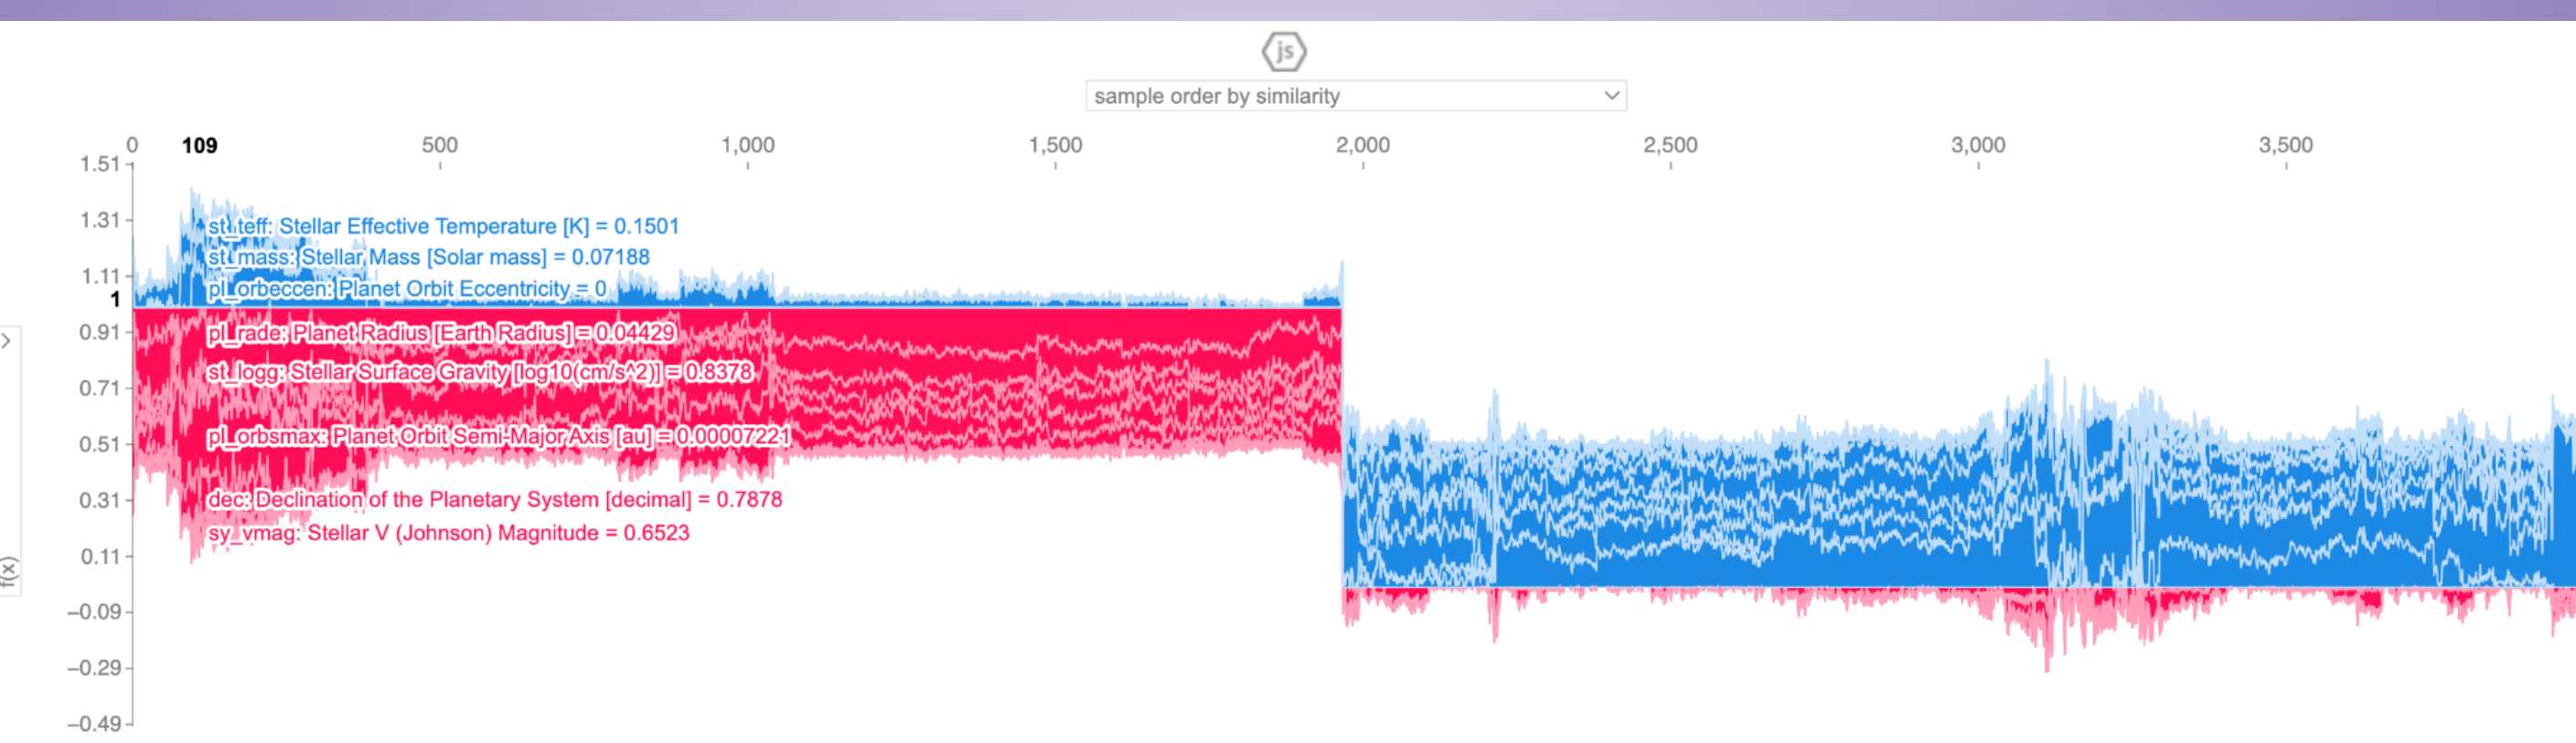 js
sample order by similarity
0 109 500 1,000 1,500 2,000 2,500 3,000 3,500
1.51
1.31
st_teff: Stellar Effective Temperature [K] = 0.1501
st_mass: Stellar Mass [Solar mass] = 0.07188
1.11
pl_orbeccen: Planet Orbit Eccentricity = 0
1
0.91
pl_rade: Planet Radius [Earth Radius] = 0.04429
st_logg: Stellar Surface Gravity [log10(cm/s^2)] = 0.8378
0.71
0.51
pl_orbsmax: Planet Orbit Semi-Major Axis [au] = 0.00007221
0.31
dec: Declination of the Planetary System [decimal] = 0.7878
sy_vmag: Stellar V (Johnson) Magnitude = 0.6523
0.11
f(x)
−0.09
−0.29
−0.49